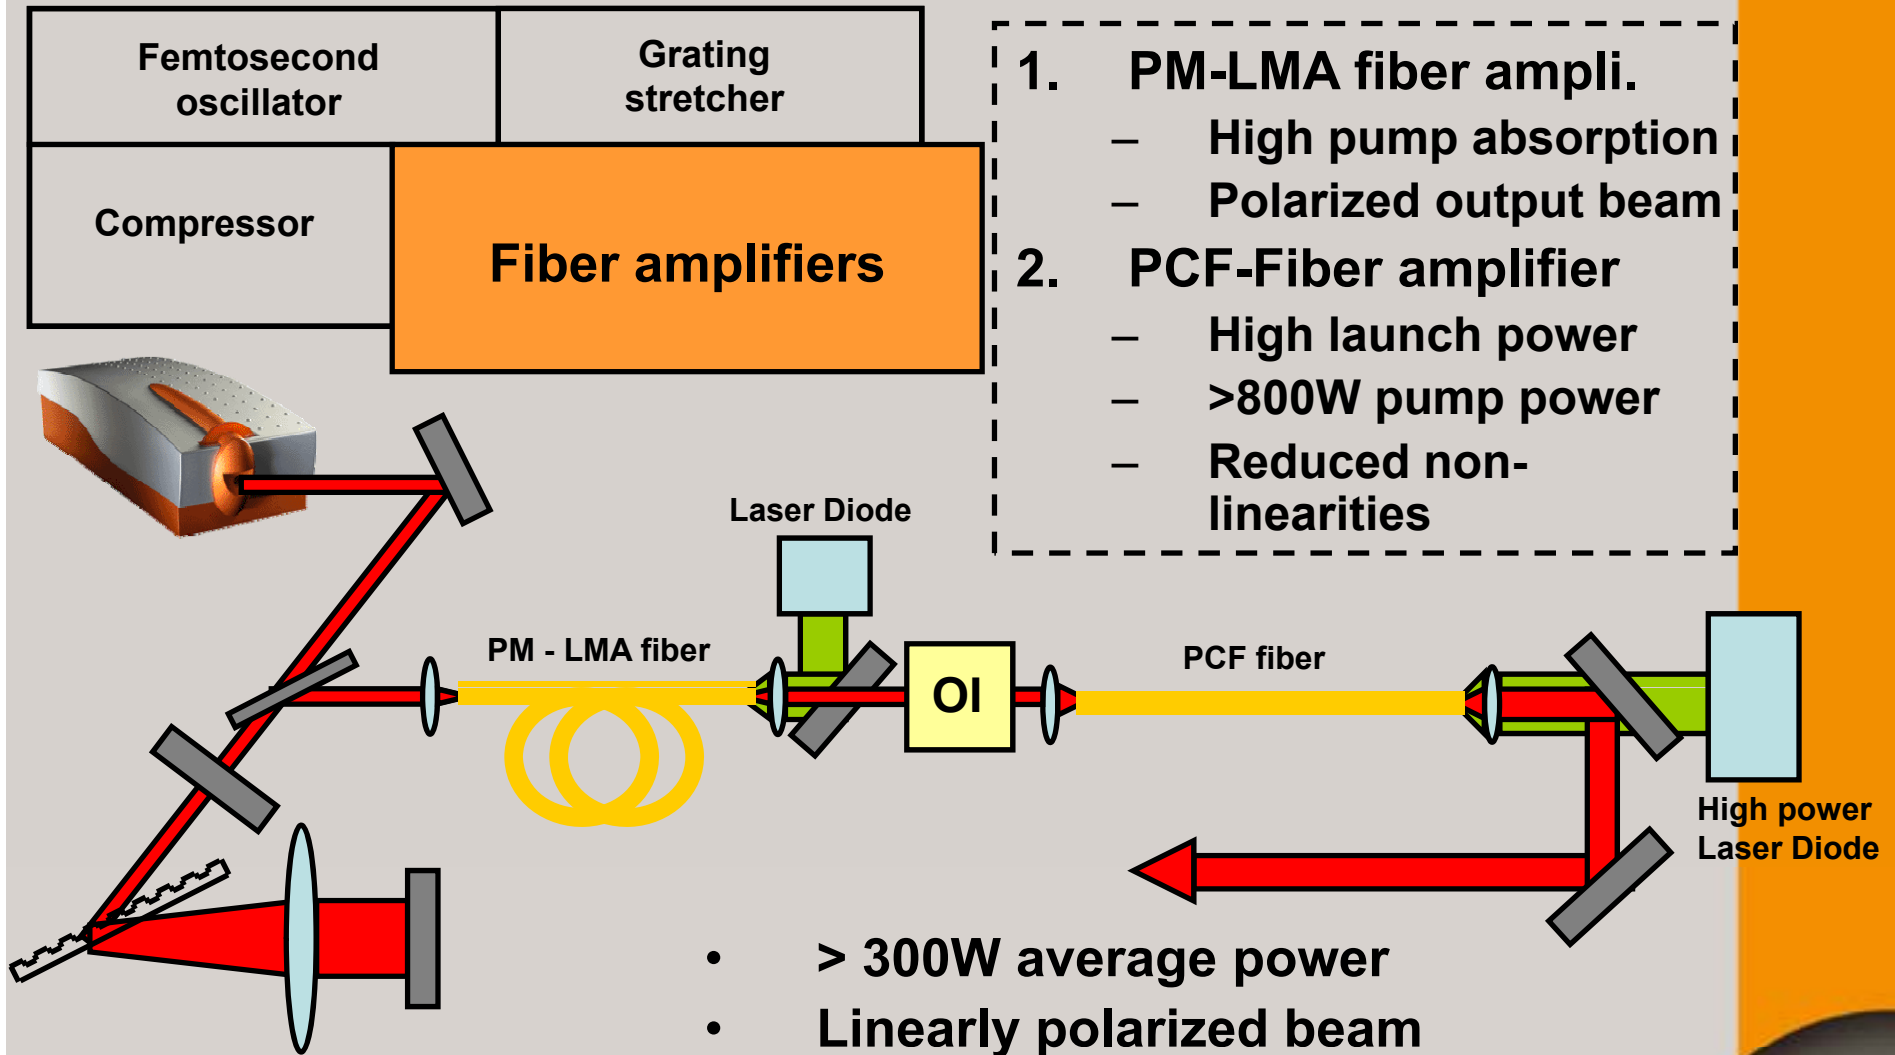 Femtosecond
oscillator
Grating
stretcher
Compressor
Fiber amplifiers
1. PM-LMA fiber ampli.
– High pump absorption
– Polarized output beam
2. PCF-Fiber amplifier
– High launch power
– >800W pump power
– Reduced non-
linearities
Laser Diode
PM - LMA fiber
OI
PCF fiber
High power
Laser Diode
• > 300W average power
• Linearly polarized beam